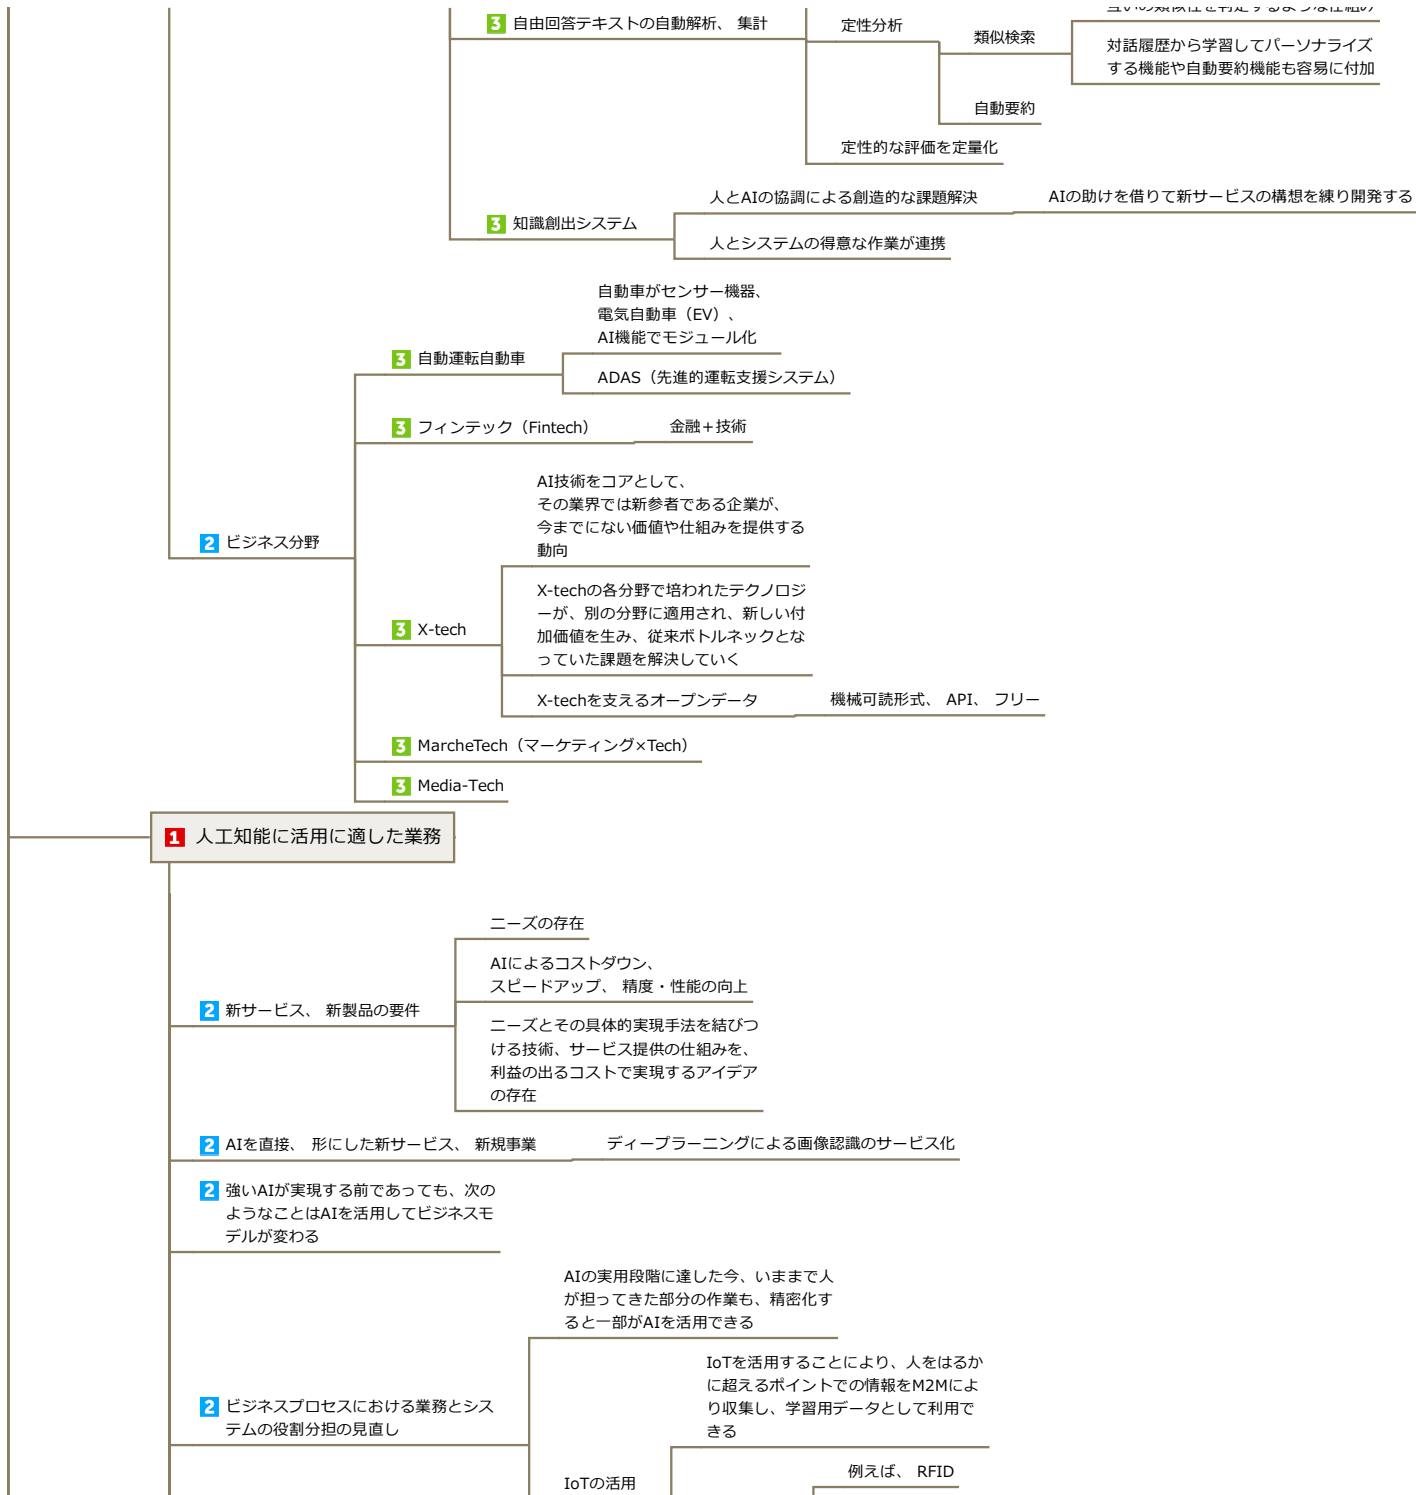 互いの類似性を判定するような仕組み
3 自由回答テキストの自動解析、 集計
定性分析
類似検索
対話履歴から学習してパーソナライズ
する機能や自動要約機能も容易に付加
自動要約
定性的な評価を定量化
3 知識創出システム
人とAIの協調による創造的な課題解決
AIの助けを借りて新サービスの構想を練り開発する
人とシステムの得意な作業が連携
2 ビジネス分野
3 自動運転自動車
自動車がセンサー機器、
電気自動車（EV）、
AI機能でモジュール化
ADAS（先進的運転支援システム）
3 フィンテック（Fintech）
金融＋技術
3 X-tech
AI技術をコアとして、
その業界では新参者である企業が、
今までにない価値や仕組みを提供する
動向
X-techの各分野で培われたテクノロジ
ーが、別の分野に適用され、新しい付
加価値を生み、従来ボトルネックとな
っていた課題を解決していく
X-techを支えるオープンデータ
機械可読形式、 API、 フリー
3 MarcheTech（マーケティング×Tech）
3 Media-Tech
1 人工知能に活用に適した業務
2 新サービス、 新製品の要件
ニーズの存在
AIによるコストダウン、
スピードアップ、 精度・性能の向上
ニーズとその具体的実現手法を結びつ
ける技術、サービス提供の仕組みを、
利益の出るコストで実現するアイデア
の存在
2 AIを直接、 形にした新サービス、 新規事業
ディープラーニングによる画像認識のサービス化
2 強いAIが実現する前であっても、次の
ようなことはAIを活用してビジネスモ
デルが変わる
2 ビジネスプロセスにおける業務とシス
テムの役割分担の見直し
AIの実用段階に達した今、いままで人
が担ってきた部分の作業も、精密化す
ると一部がAIを活用できる
IoTの活用
IoTを活用することにより、人をはるか
に超えるポイントでの情報をM2Mによ
り収集し、学習用データとして利用で
きる
例えば、 RFID